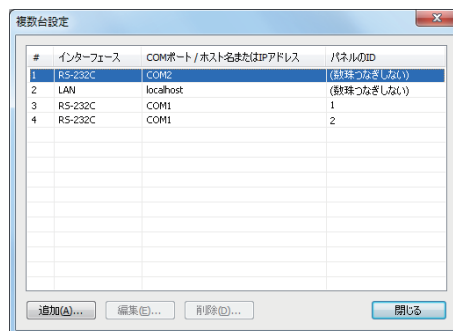 複数台設定
# インターフェース COMポート / ホスト名またはIPアドレス パネルのID
1 RS-232C COM2 (数珠つなぎしない)
2 LAN localhost (数珠つなぎしない)
3 RS-232C COM1 1
4 RS-232C COM1 2
追加(A)... 編集(E)... 削除(D)... 閉じる